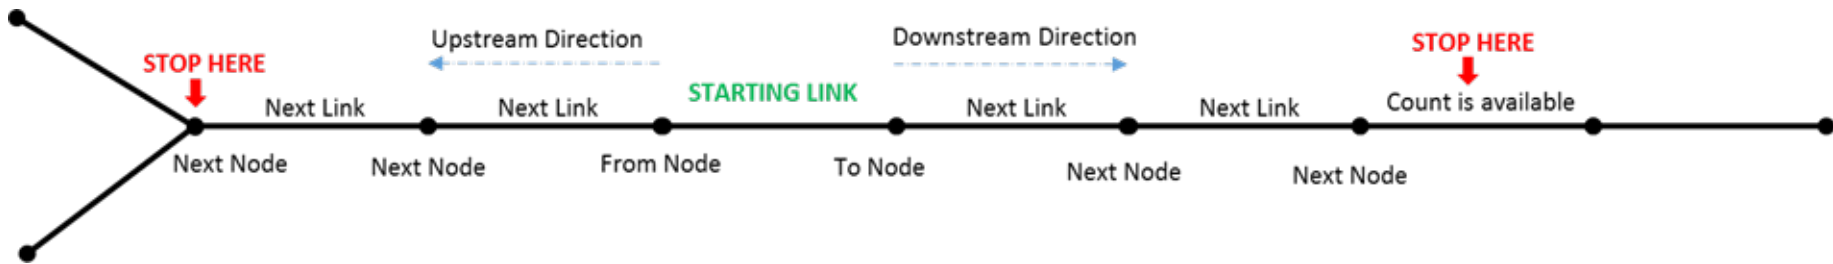 Upstream Direction
Downstream Direction
STOP HERE
STOP HERE
STARTING LINK
Next Link
Next Link
Next Link
Next Link
Count is available
Next Node
Next Node
From Node
To Node
Next Node
Next Node